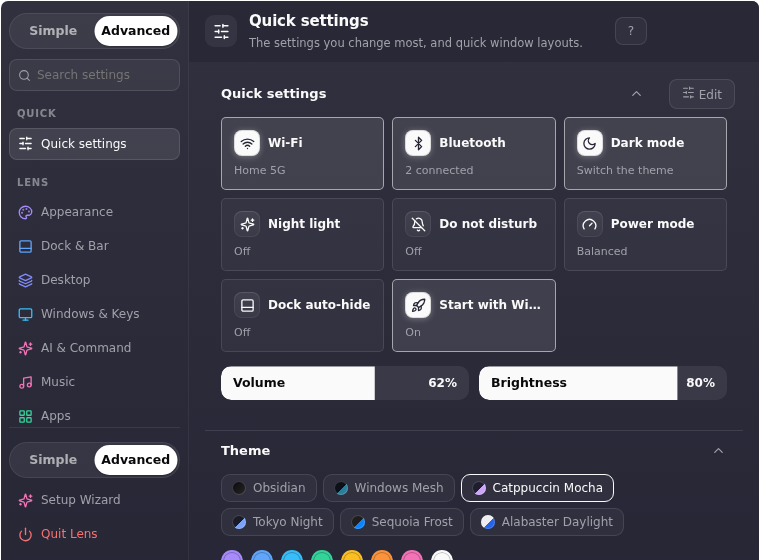 Simple Advanced
Search settings
QUICK
Quick settings
LENS
Appearance
Dock & Bar
Desktop
Windows & Keys
AI & Command
Music
Apps
Simple Advanced
Setup Wizard
Quit Lens
Quick settings
The settings you change most, and quick window layouts.
?
Quick settings
Edit
Wi-Fi
Home 5G
Bluetooth
2 connected
Dark mode
Switch the theme
Night light
Off
Do not disturb
Off
Power mode
Balanced
Dock auto-hide
Off
Start with Wi...
On
Volume 62%
Brightness 80%
Theme
Obsidian
Windows Mesh
Catppuccin Mocha
Tokyo Night
Sequoia Frost
Alabaster Daylight